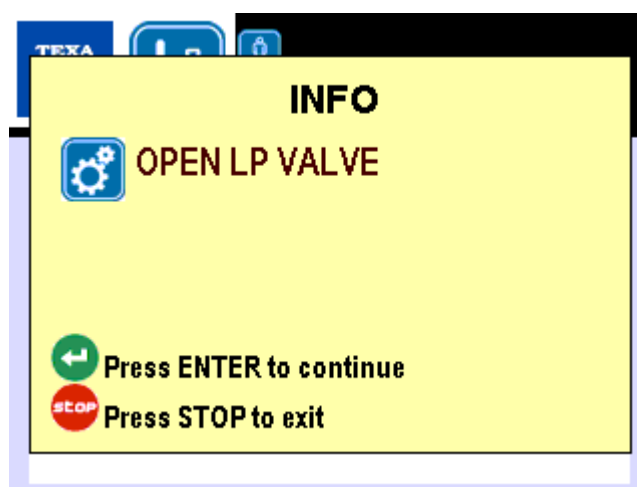 TEXA
INFO
OPEN LP VALVE
Press ENTER to continue
stop
Press STOP to exit